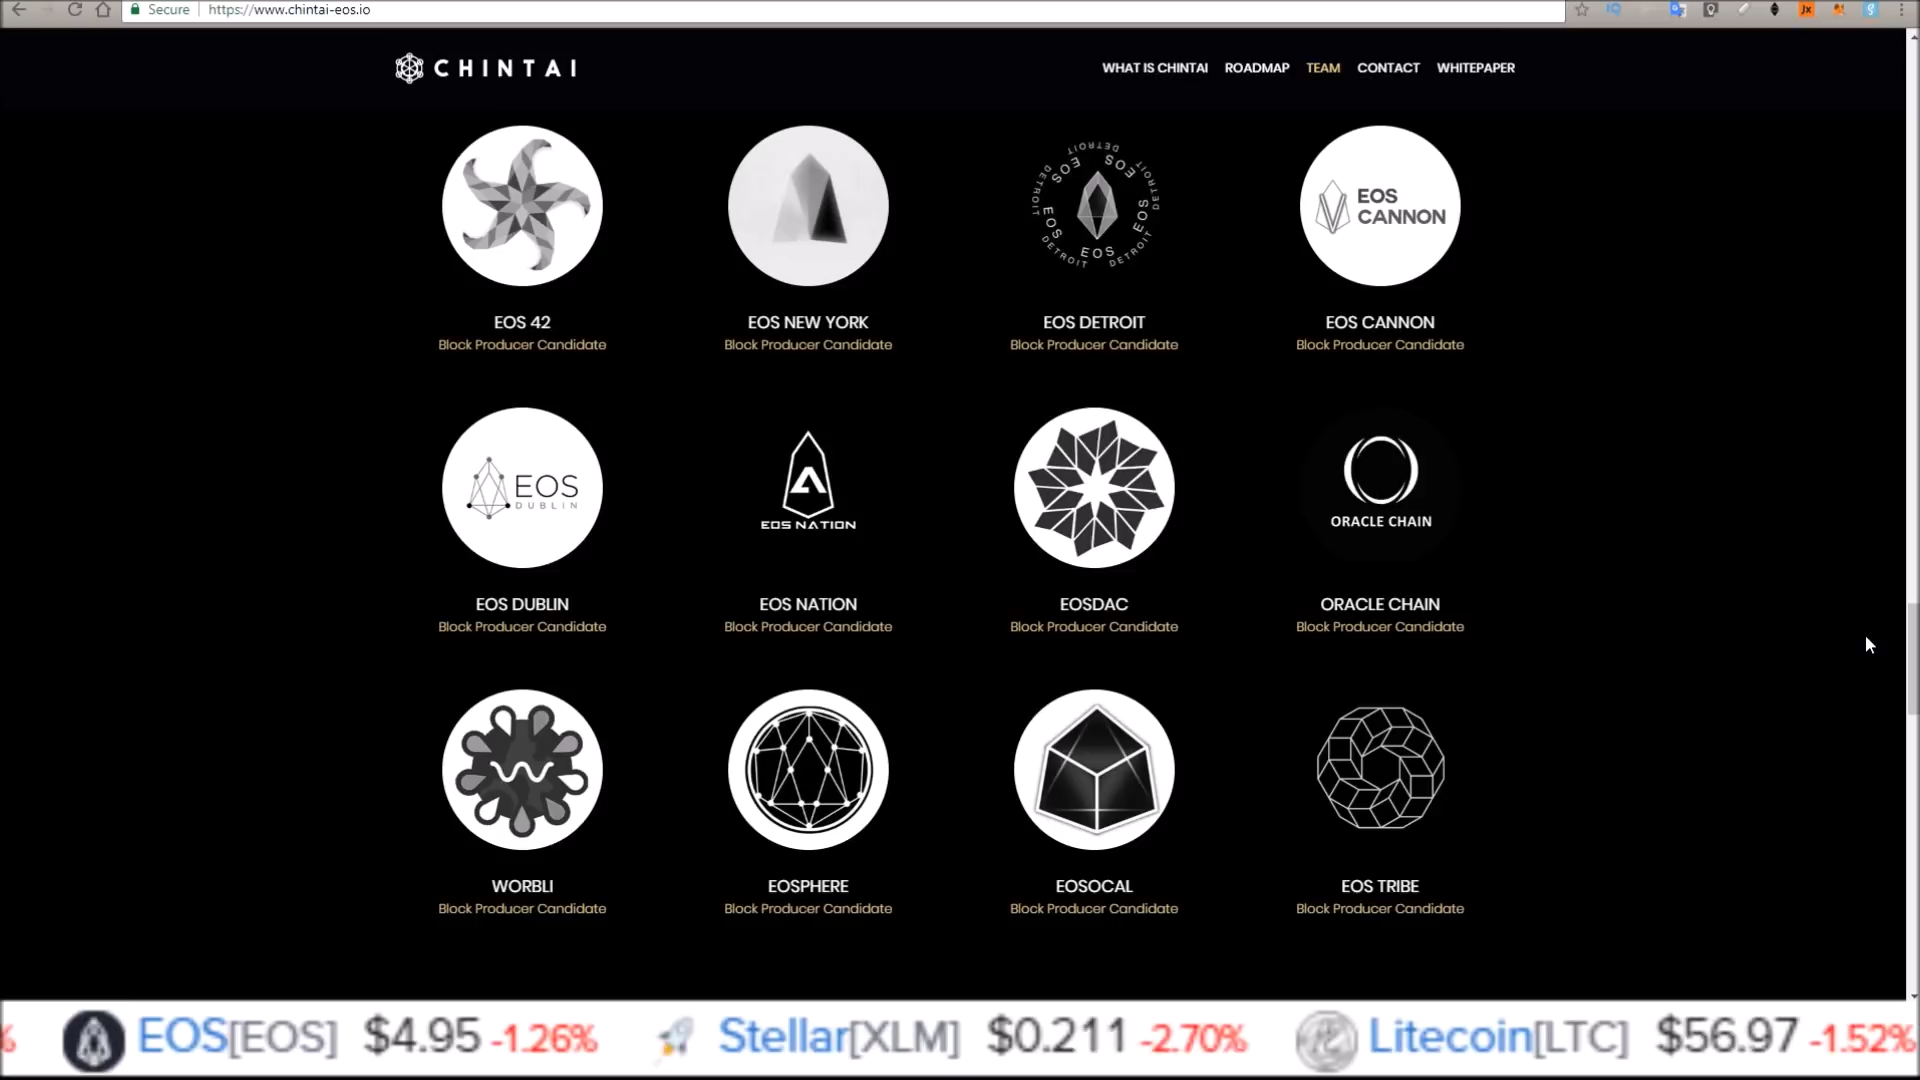 Secure https://www.chintai-eos.io
CHINTAI
WHAT IS CHINTAI ROADMAP TEAM CONTACT WHITEPAPER
DETROIT EOS DETROIT EOS DETROIT EOS DETROIT EOS DETROIT EOS
EOS
CANNON
EOS 42 EOS NEW YORK EOS DETROIT EOS CANNON
Block Producer Candidate Block Producer Candidate Block Producer Candidate Block Producer Candidate
EOS
DUBLIN
EOS NATION
ORACLE CHAIN
EOS DUBLIN EOS NATION EOSDAC ORACLE CHAIN
Block Producer Candidate Block Producer Candidate Block Producer Candidate Block Producer Candidate
WORBLI EOSPHERE EOSOCAL EOS TRIBE
Block Producer Candidate Block Producer Candidate Block Producer Candidate Block Producer Candidate
% EOS[EOS] $4.95 -1.26% Stellar[XLM] $0.211 -2.70% Litecoin[LTC] $56.97 -1.52%